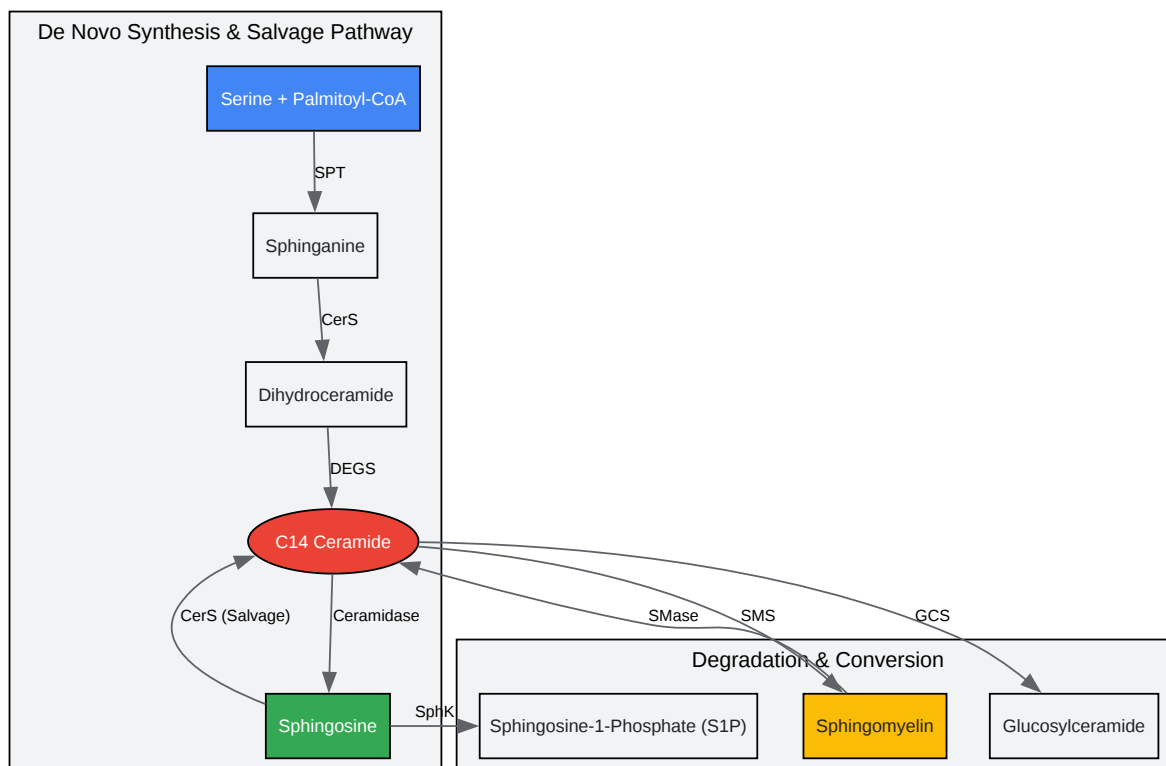 De Novo Synthesis & Salvage Pathway
Serine + Palmitoyl-CoA
SPT
Sphinganine
CerS
Dihydroceramide
DEGS
C14 Ceramide
CerS (Salvage)
Ceramidase
SMase
SMS
GCS
Degradation & Conversion
Sphingosine
SphK
Sphingosine-1-Phosphate (S1P)
Sphingomyelin
Glucosylceramide